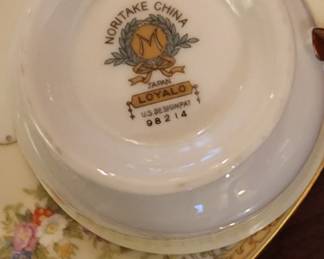 NORITAKE CHINA
M
JAPAN
LOYALO
U.S. DESIGN PAT
98214